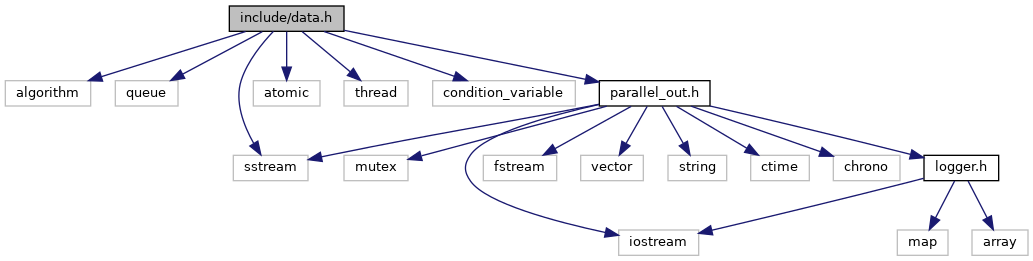 include/data.h
algorithm
queue
atomic
thread
condition_variable
parallel_out.h
sstream
mutex
fstream
vector
string
ctime
chrono
logger.h
iostream
map
array